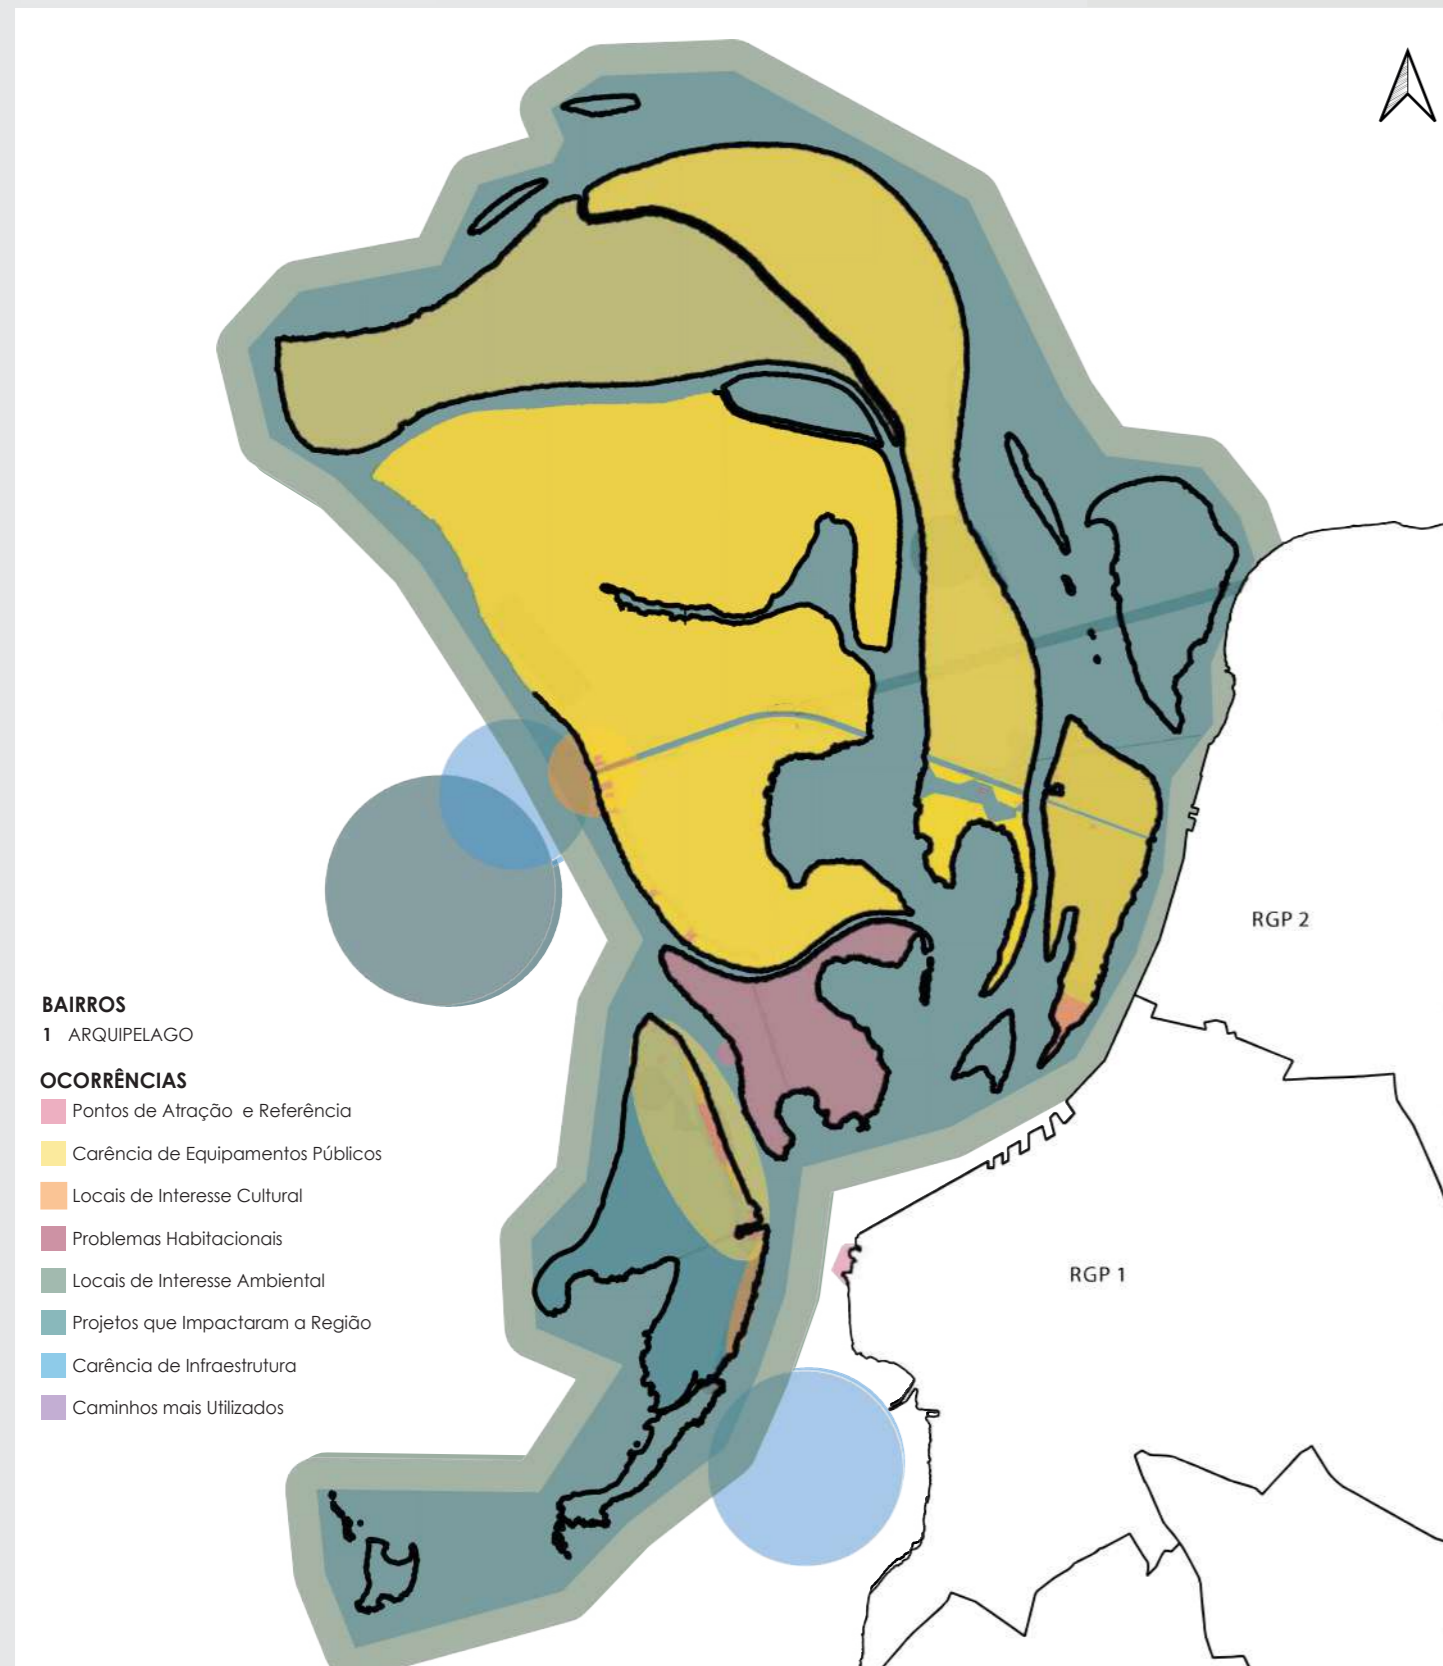 RGP 2
BAIRROS
1 ARQUIPELAGO
OCORRÊNCIAS
Pontos de Atração e Referência
Carência de Equipamentos Públicos
Locais de Interesse Cultural
Problemas Habitacionais
Locais de Interesse Ambiental
Projetos que Impactaram a Região
Carência de Infraestrutura
Caminhos mais Utilizados
RGP 1